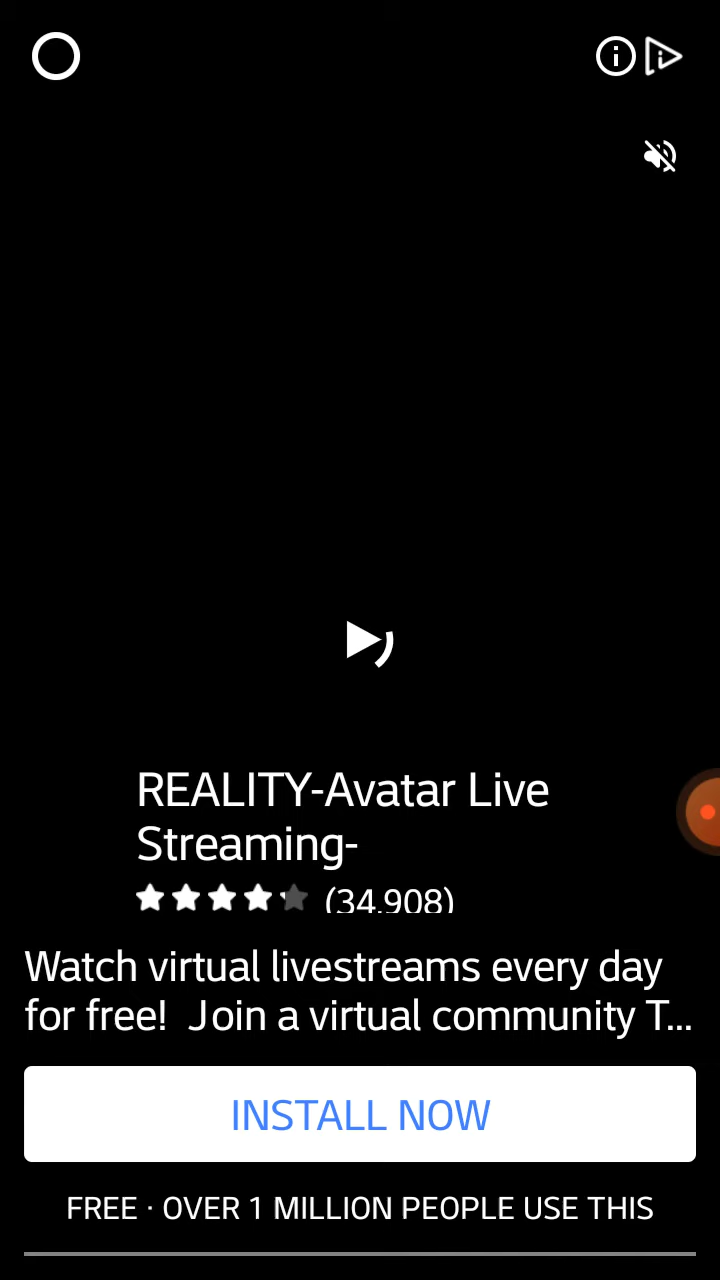 REALITY-Avatar Live
Streaming-
(34,908)
Watch virtual livestreams every day
for free!  Join a virtual community T...
INSTALL NOW
FREE · OVER 1 MILLION PEOPLE USE THIS